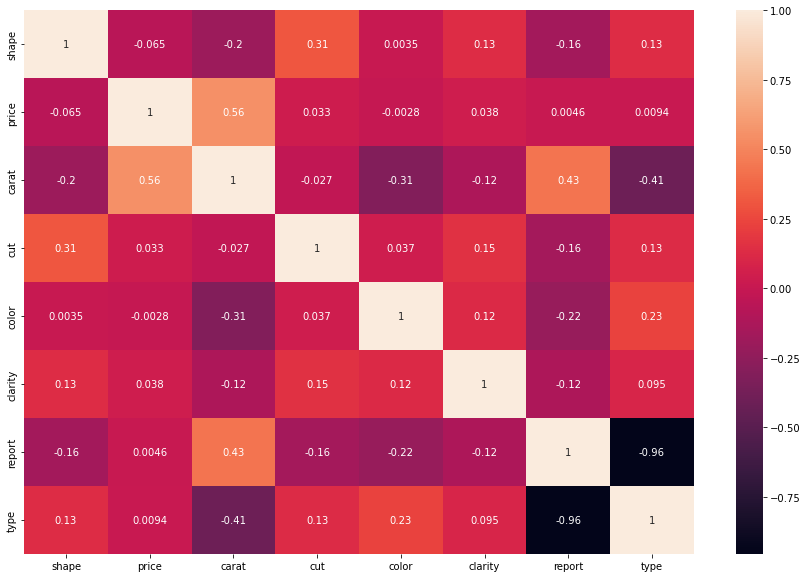 shape 1 -0.065 -0.2 0.31 0.0035 0.13 -0.16 0.13
price -0.065 1 0.56 0.033 -0.0028 0.038 0.0046 0.0094
carat -0.2 0.56 1 -0.027 -0.31 -0.12 0.43 -0.41
cut 0.31 0.033 -0.027 1 0.037 0.15 -0.16 0.13
color 0.0035 -0.0028 -0.31 0.037 1 0.12 -0.22 0.23
clarity 0.13 0.038 -0.12 0.15 0.12 1 -0.12 0.095
report -0.16 0.0046 0.43 -0.16 -0.22 -0.12 1 -0.96
type 0.13 0.0094 -0.41 0.13 0.23 0.095 -0.96 1
shape price carat cut color clarity report type
1.00
0.75
0.50
0.25
0.00
−0.25
−0.50
−0.75